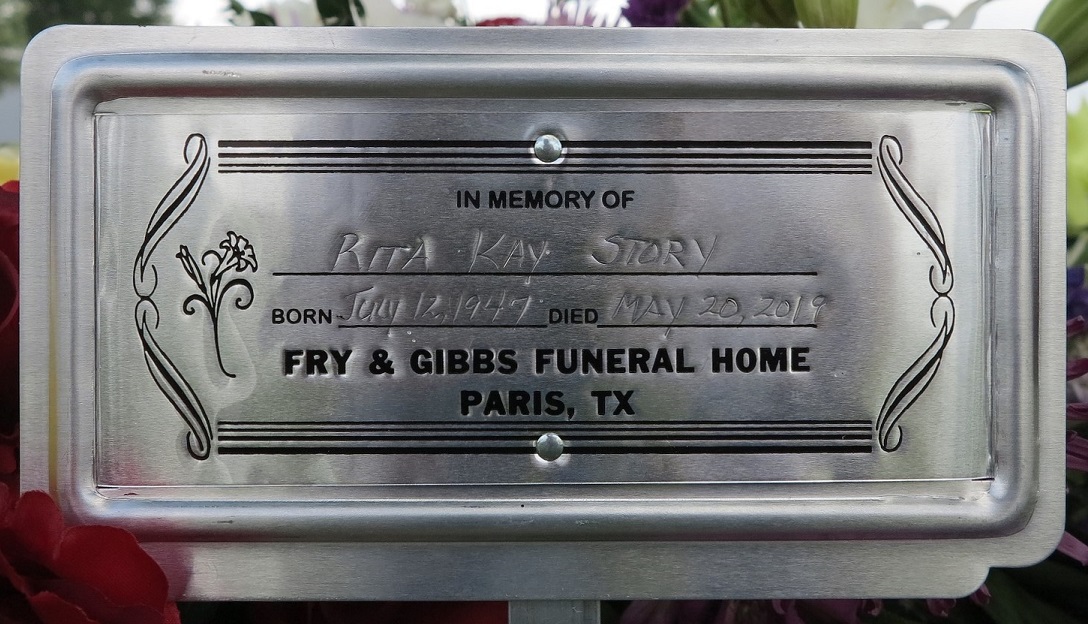 IN MEMORY OF
RITA KAY STORY
BORN July 12, 1947 DIED MAY 20, 2019
FRY & GIBBS FUNERAL HOME
PARIS, TX